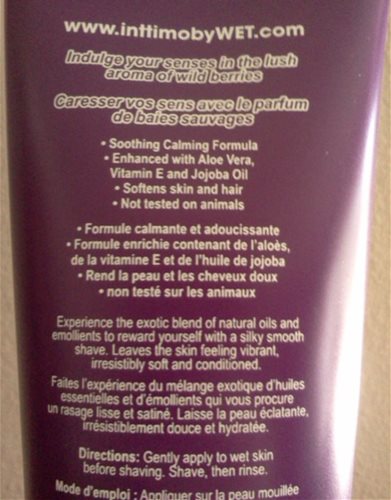 www.inttimobyWET.com
Indulge your senses in the lush
aroma of wild berries
Caresser vos sens avec le parfum
de baies sauvages
• Soothing Calming Formula
• Enhanced with Aloe Vera,
Vitamin E and Jojoba Oil
• Softens skin and hair
• Not tested on animals
• Formule calmante et adoucissante
• Formule enrichie contenant de l'aloès,
de la vitamine E et de l'huile de jojoba
• Rend la peau et les cheveux doux
• non testé sur les animaux
Experience the exotic blend of natural oils and
emollients to reward yourself with a silky smooth
shave. Leaves the skin feeling vibrant,
irresistibly soft and conditioned.
Faites l'expérience du mélange exotique d'huiles
essentielles et d'émollients qui vous procure
un rasage lisse et satiné. Laisse la peau éclatante,
irrésistiblement douce et hydratée.
Directions: Gently apply to wet skin
before shaving. Shave, then rinse.
Mode d'emploi : Appliquer sur la peau mouillée